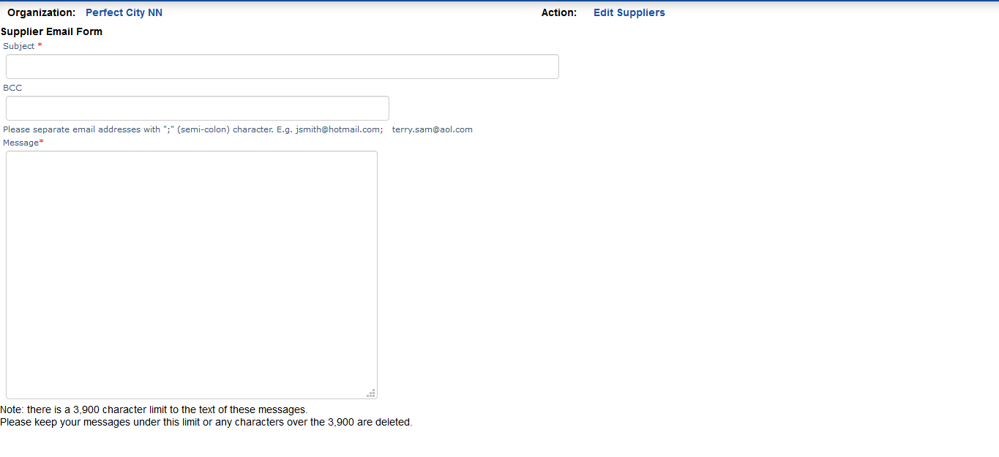 Organization: Perfect City NN Action: Edit Suppliers
Supplier Email Form
Subject *
BCC
Please separate email addresses with ";" (semi-colon) character. E.g. jsmith@hotmail.com; terry.sam@aol.com
Message*
Note: there is a 3,900 character limit to the text of these messages.
Please keep your messages under this limit or any characters over the 3,900 are deleted.